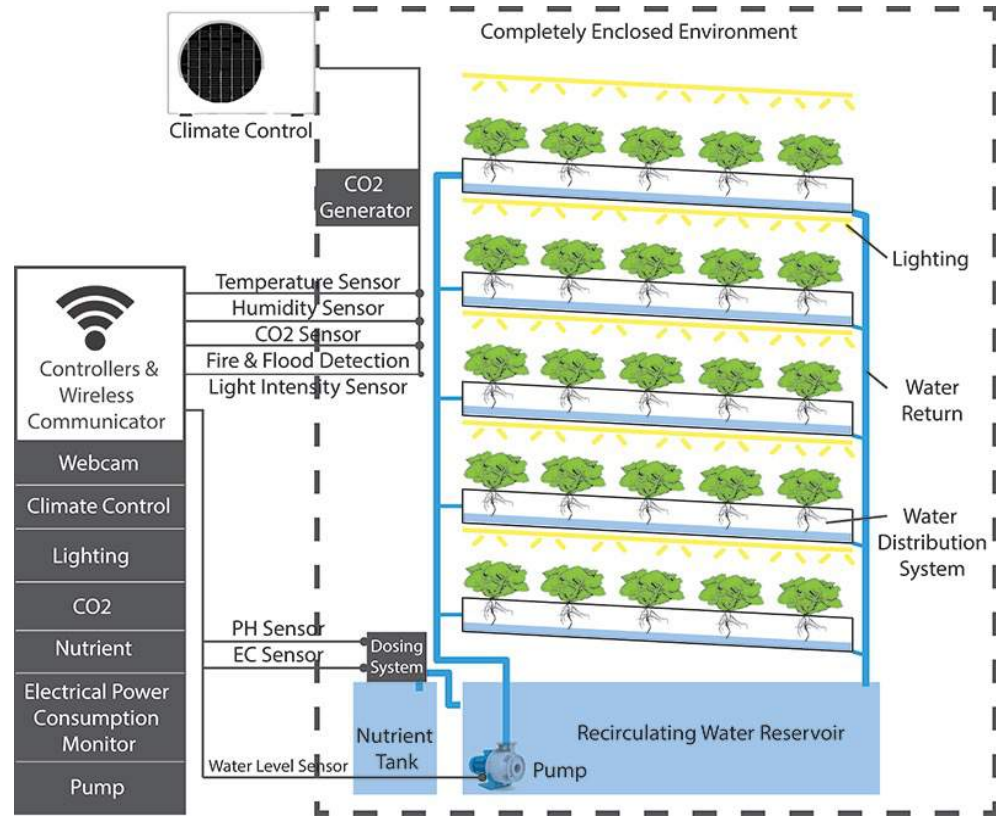 Completely Enclosed Environment
Climate Control
CO2
Generator
Lighting
Temperature Sensor
Humidity Sensor
CO2 Sensor
Fire & Flood Detection
Light Intensity Sensor
Controllers &
Wireless
Communicator
Water
Return
Webcam
Climate Control
Lighting
CO2
Nutrient
Electrical Power
Consumption
Monitor
Pump
Water
Distribution
System
PH Sensor
EC Sensor
Dosing
System
Nutrient
Tank
Recirculating Water Reservoir
Water Level Sensor
Pump